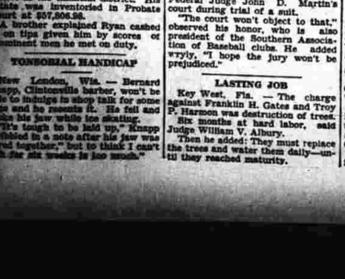 tate was inventoried in Probate
court at $57,808.98.
A brother explained Ryan cashed
on tips given him by scores of
eminent men he met on duty.
TONSORIAL HANDICAP
New London, Wis. — Bernard
Knapp, Clintonville barber, won't be
to indulge in shop talk for some
and he resents it. He fell and
his jaw while ice skating.
"It's tough to be laid up," Knapp
in a note after his jaw was
together," but to think I can't
for six weeks is too much."
Federal Judge John D. Martin's
court during trial of a suit.
"The court won't object to that,"
observed his honor, who is also
president of the Southern Associa-
tion of Baseball clubs. He added
wryly, "I hope the jury won't be
prejudiced."
LASTING JOB
Key West, Fla. — The charge
against Franklin H. Gates and Troy
P. Harmon was destruction of trees.
Six months at hard labor, said
Judge William V. Albury.
Then he added: They must replace
the trees and water them daily—un-
til they reached maturity.